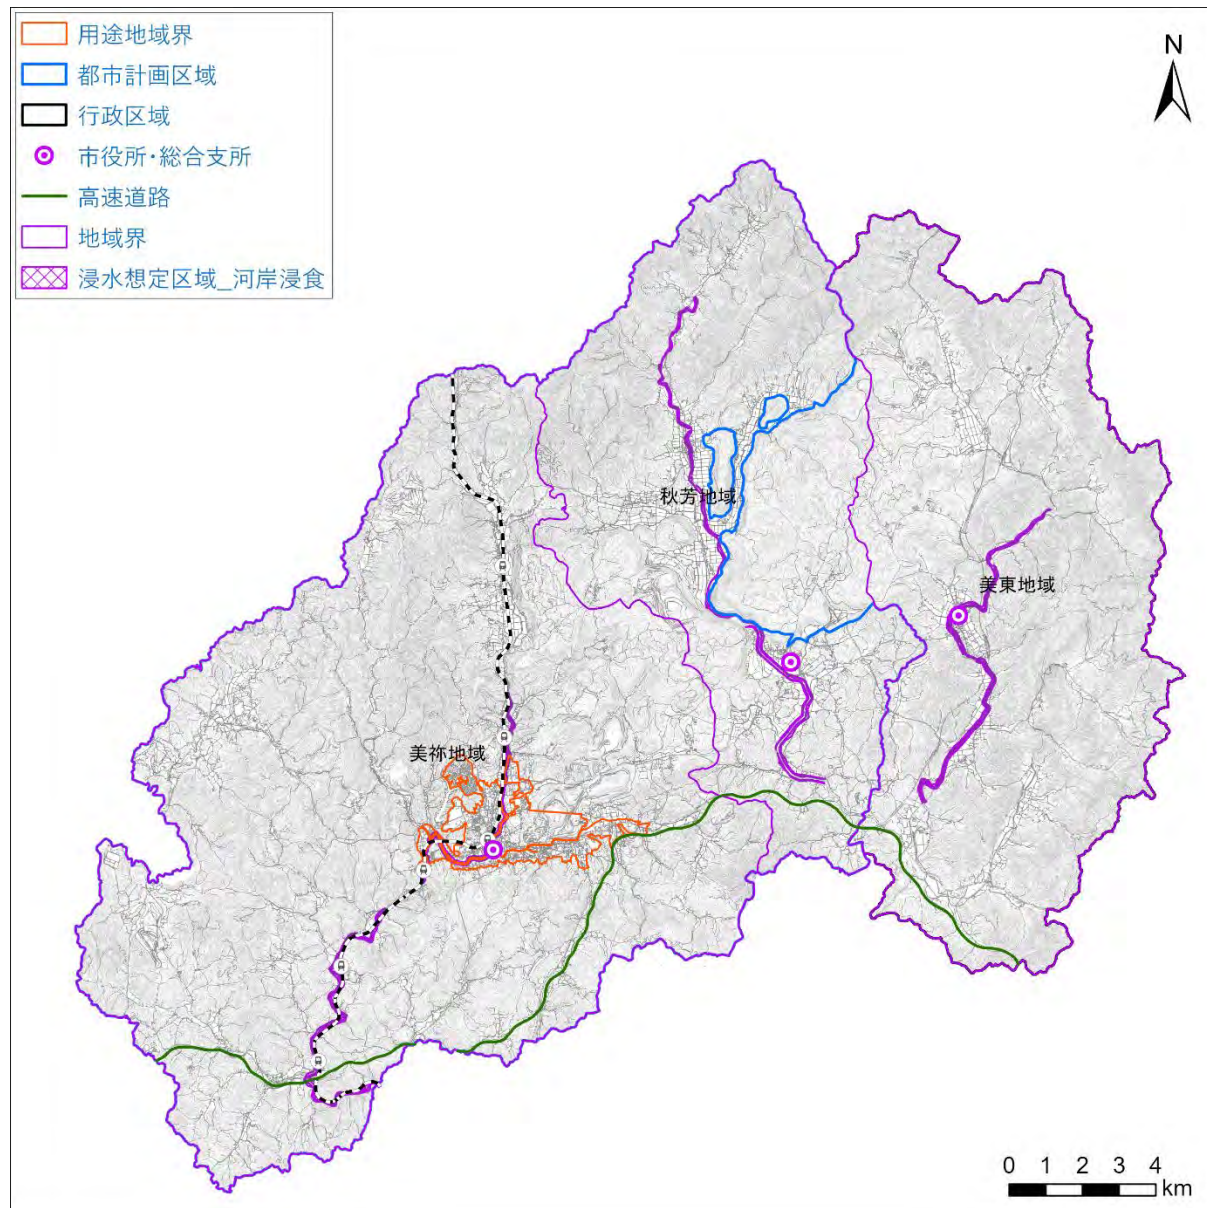 用途地域界
都市計画区域
行政区域
市役所・総合支所
高速道路
地域界
浸水想定区域_河岸浸食
N
秋芳地域
美東地域
美祢地域
0 1 2 3 4
km